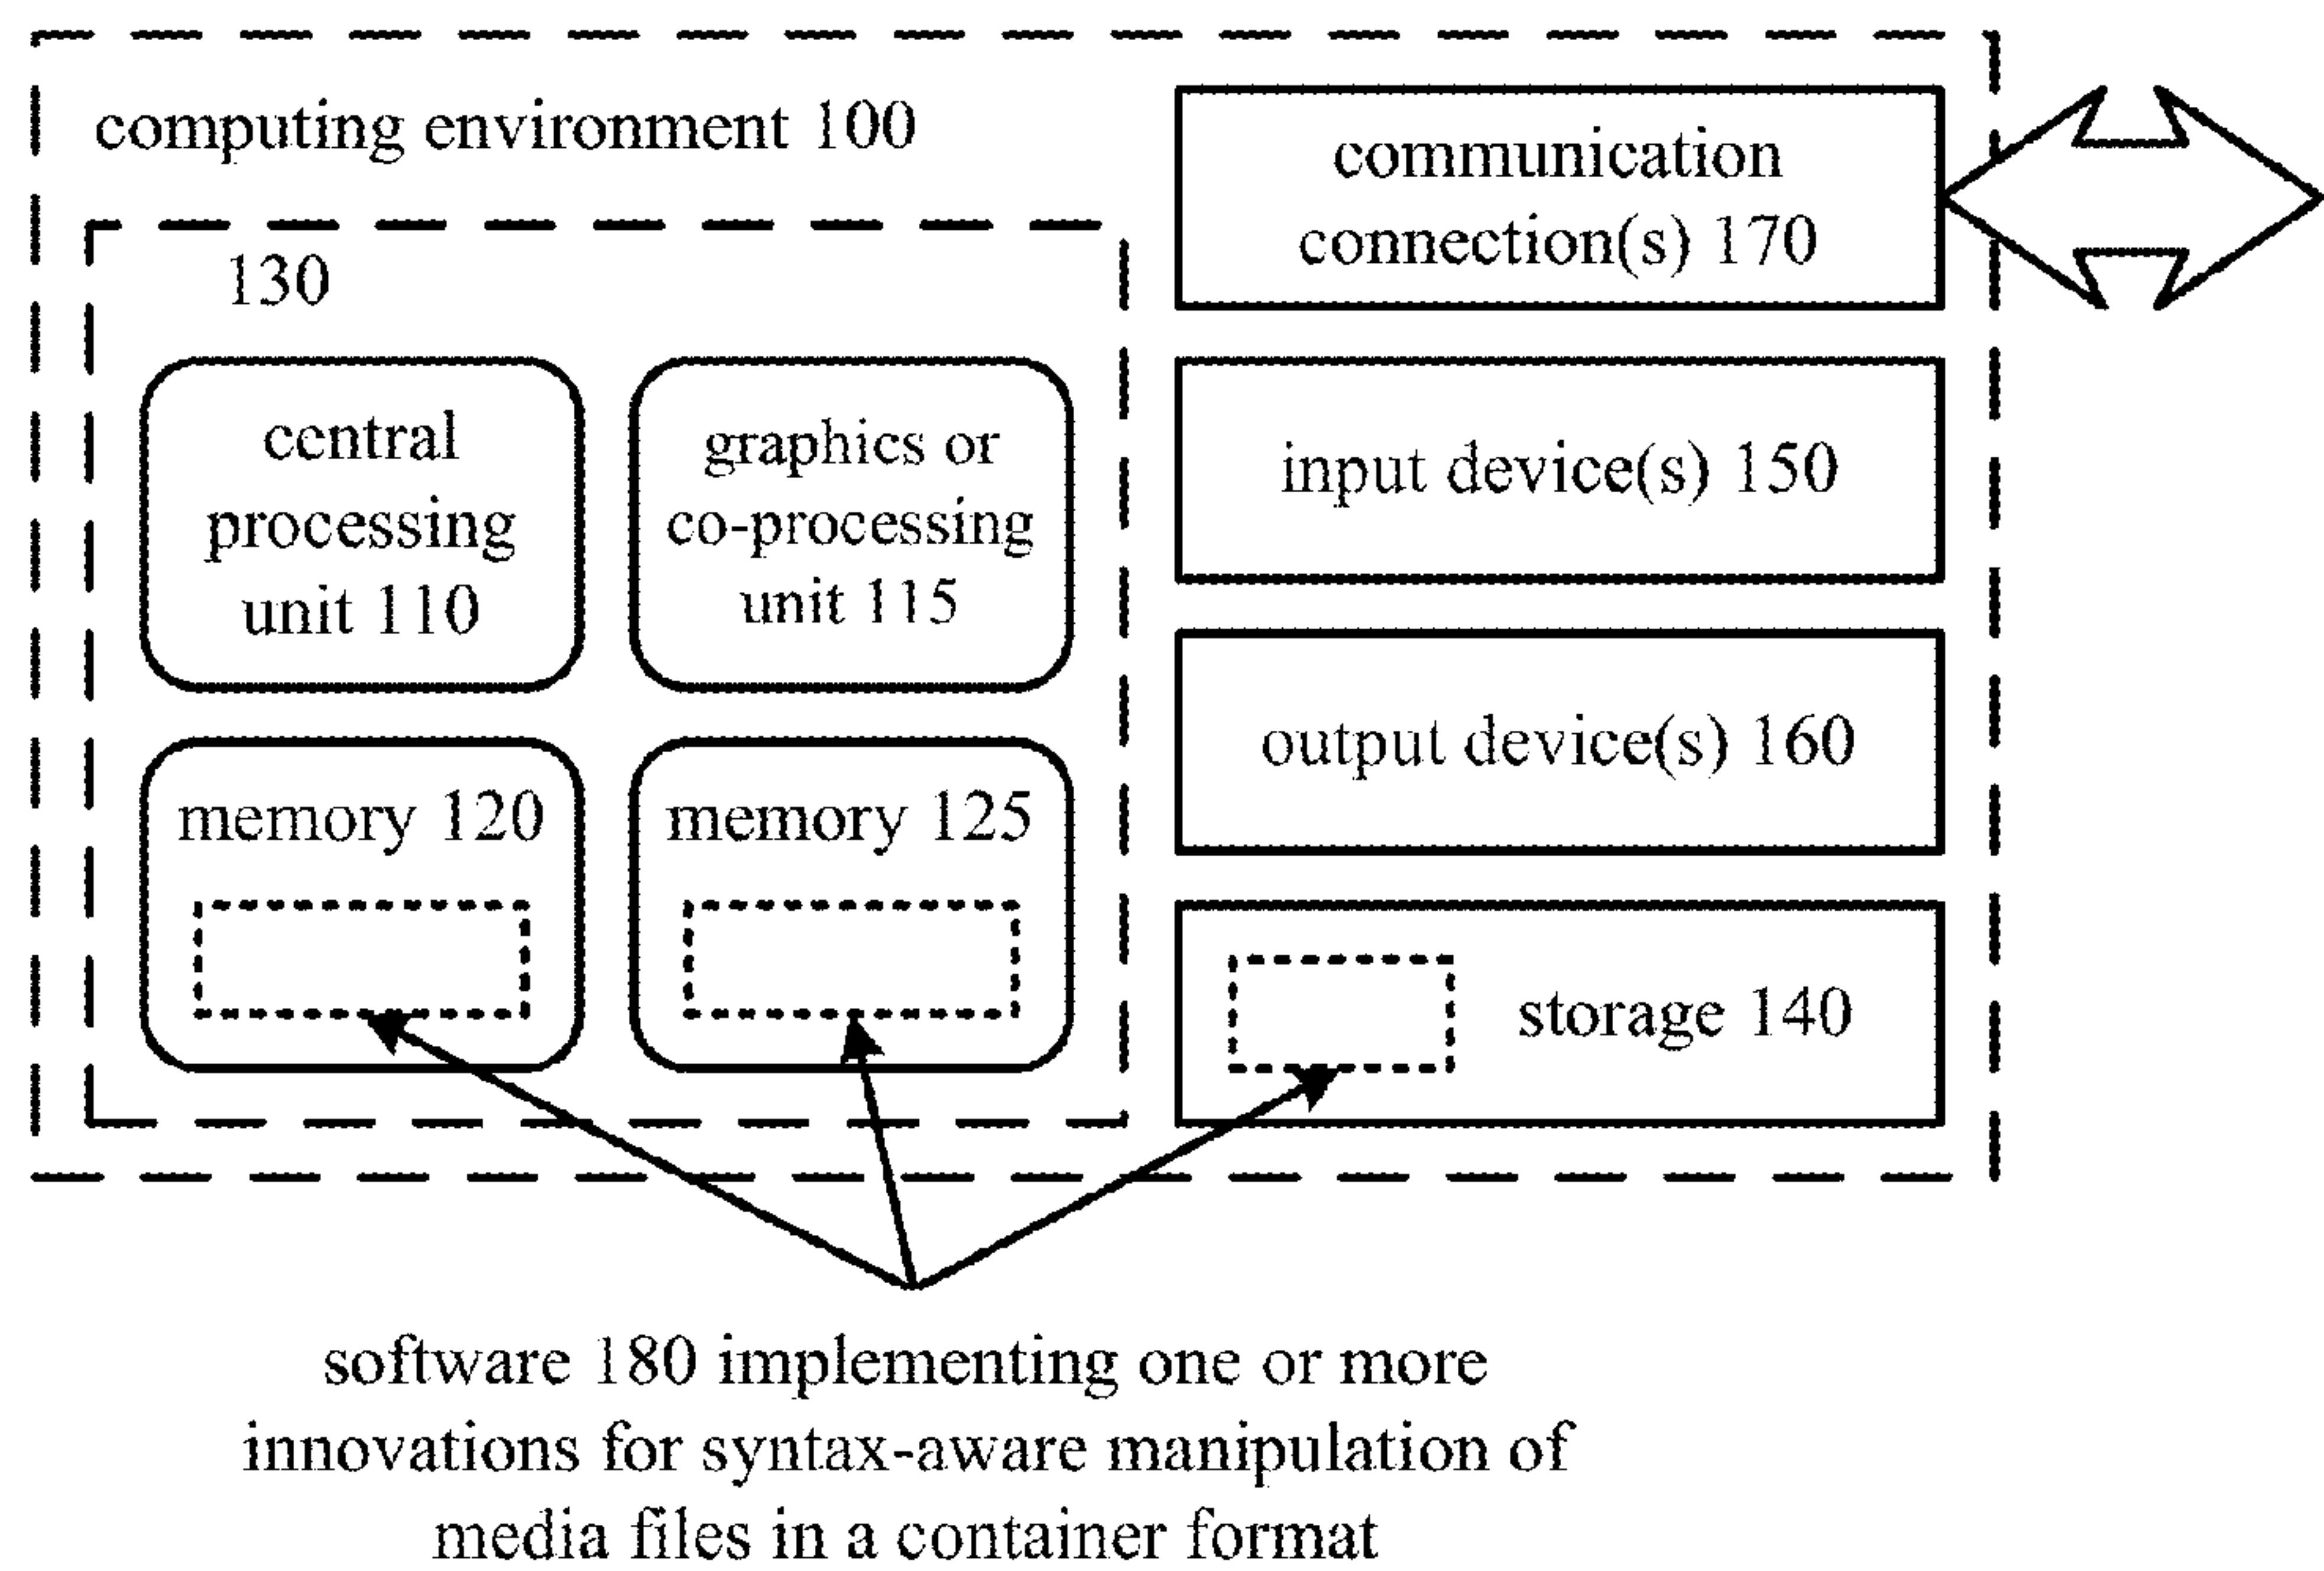 computing environment 100
communication
connection(s) 170
130
central
processing
unit 110
graphics or
co-processing
unit 115
input device(s) 150
output device(s) 160
memory 120
memory 125
storage 140
software 180 implementing one or more
innovations for syntax-aware manipulation of
media files in a container format